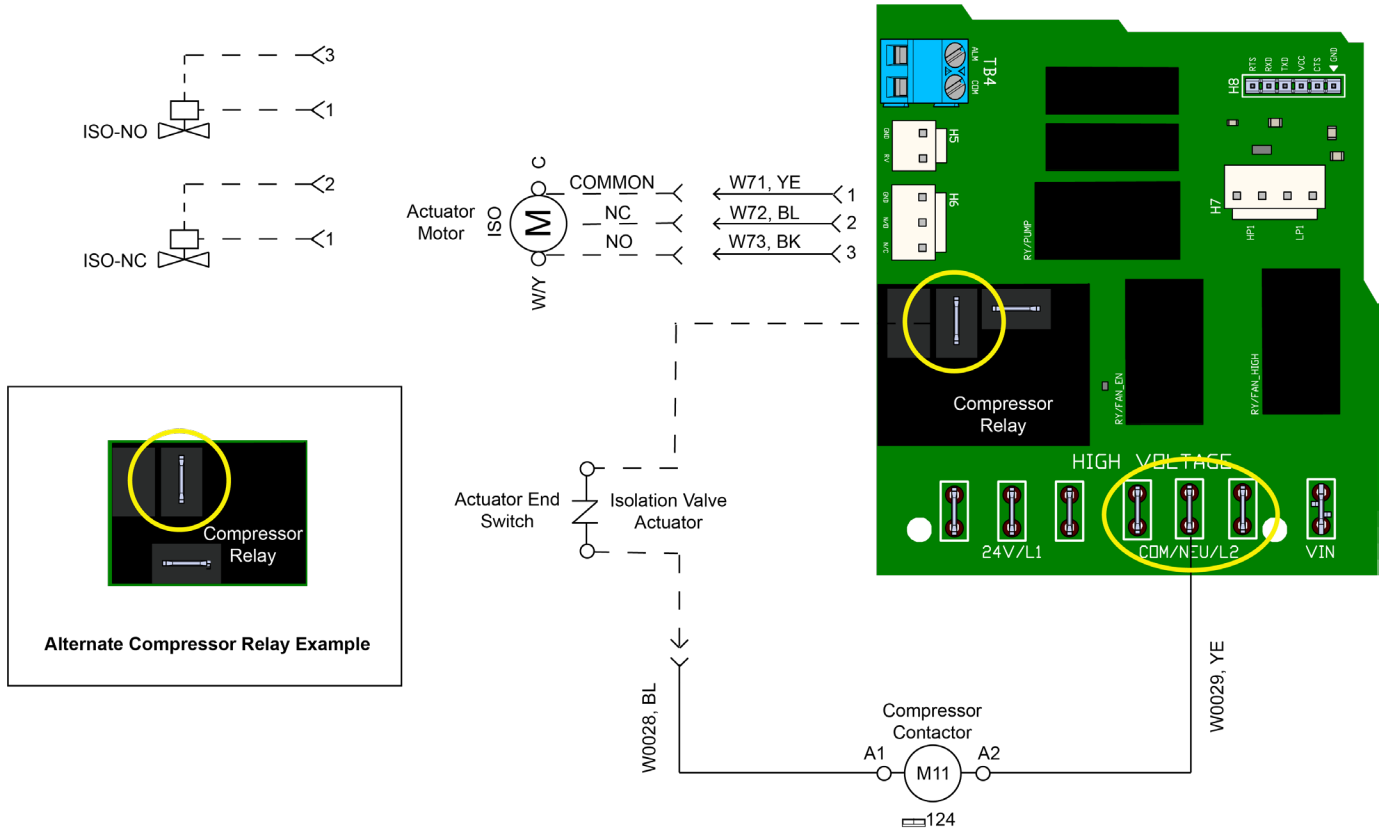 3
1
ISO-NO
2
1
ISO-NC
Actuator
Motor
ISO
M
C
W/Y
COMMON
NC
NO
W71, YE
W72, BL
W73, BK
1
2
3
ALM
COM
TB4
GND
RV
H5
GND
N/O
N/C
H6
RTS
RXD
TXD
VCC
CTS
GND
H8
H7
HP1
LP1
RY/PUMP
RY/FAN_EN
RY/FAN_HIGH
Compressor
Relay
HIGH VOLTAGE
24V/L1
COM/NEU/L2
VIN
Actuator End
Switch
Isolation Valve
Actuator
Compressor
Relay
Alternate Compressor Relay Example
W0028, BL
W0029, YE
Compressor
Contactor
A1
M11
A2
124